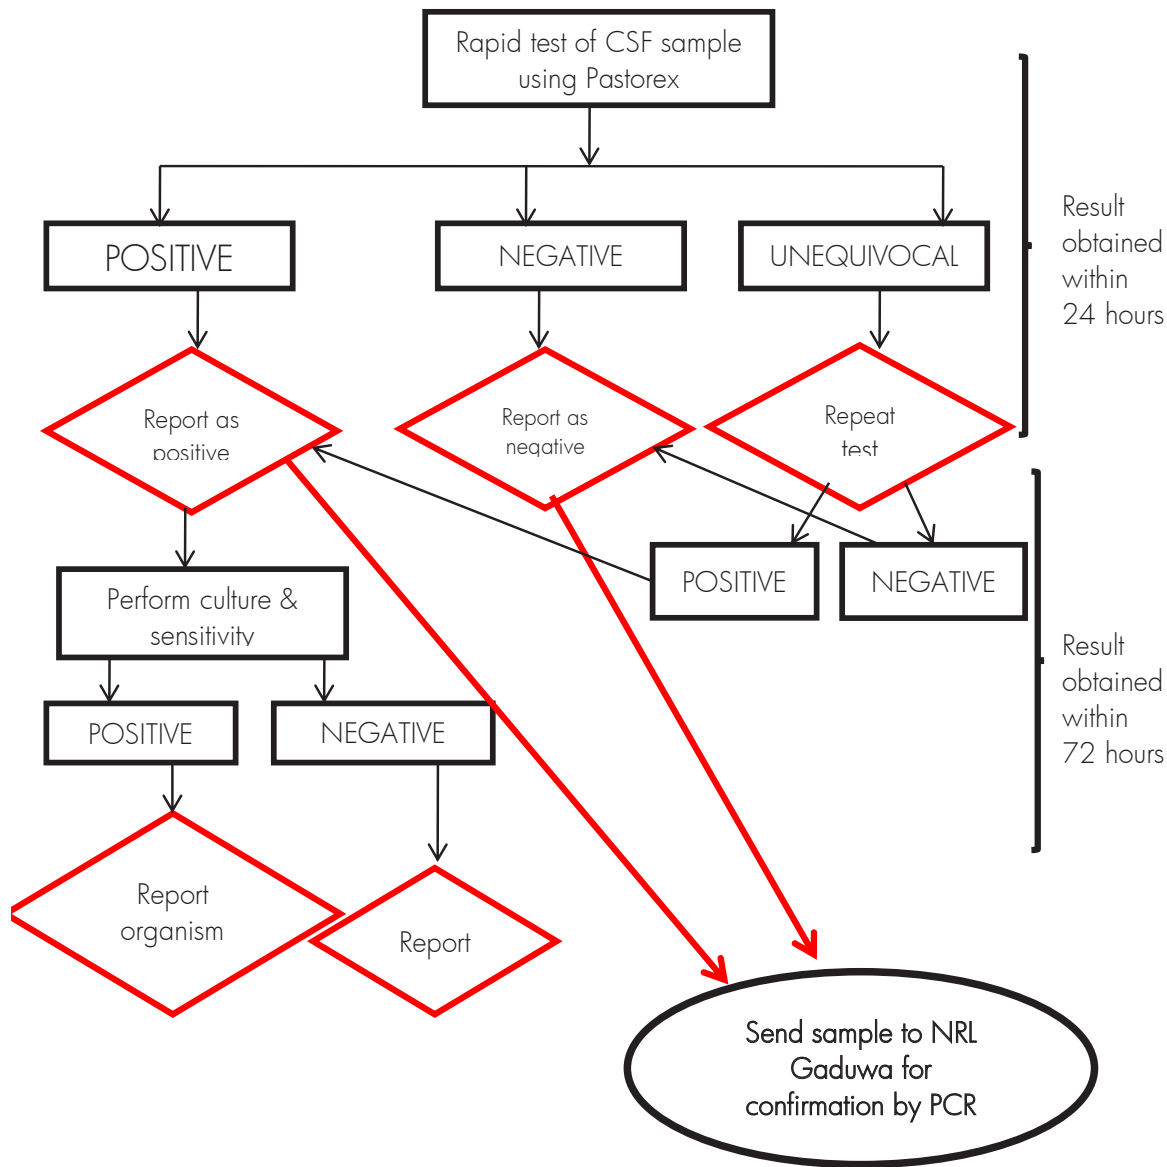 Rapid test of CSF sample
using Pastorex
POSITIVE
NEGATIVE
UNEQUIVOCAL
Result
obtained
within
24 hours
Report as
positive
Report as
negative
Repeat
test
POSITIVE
NEGATIVE
Perform culture &
sensitivity
Result
obtained
within
72 hours
POSITIVE
NEGATIVE
Report
organism
Report
Send sample to NRL
Gaduwa for
confirmation by PCR